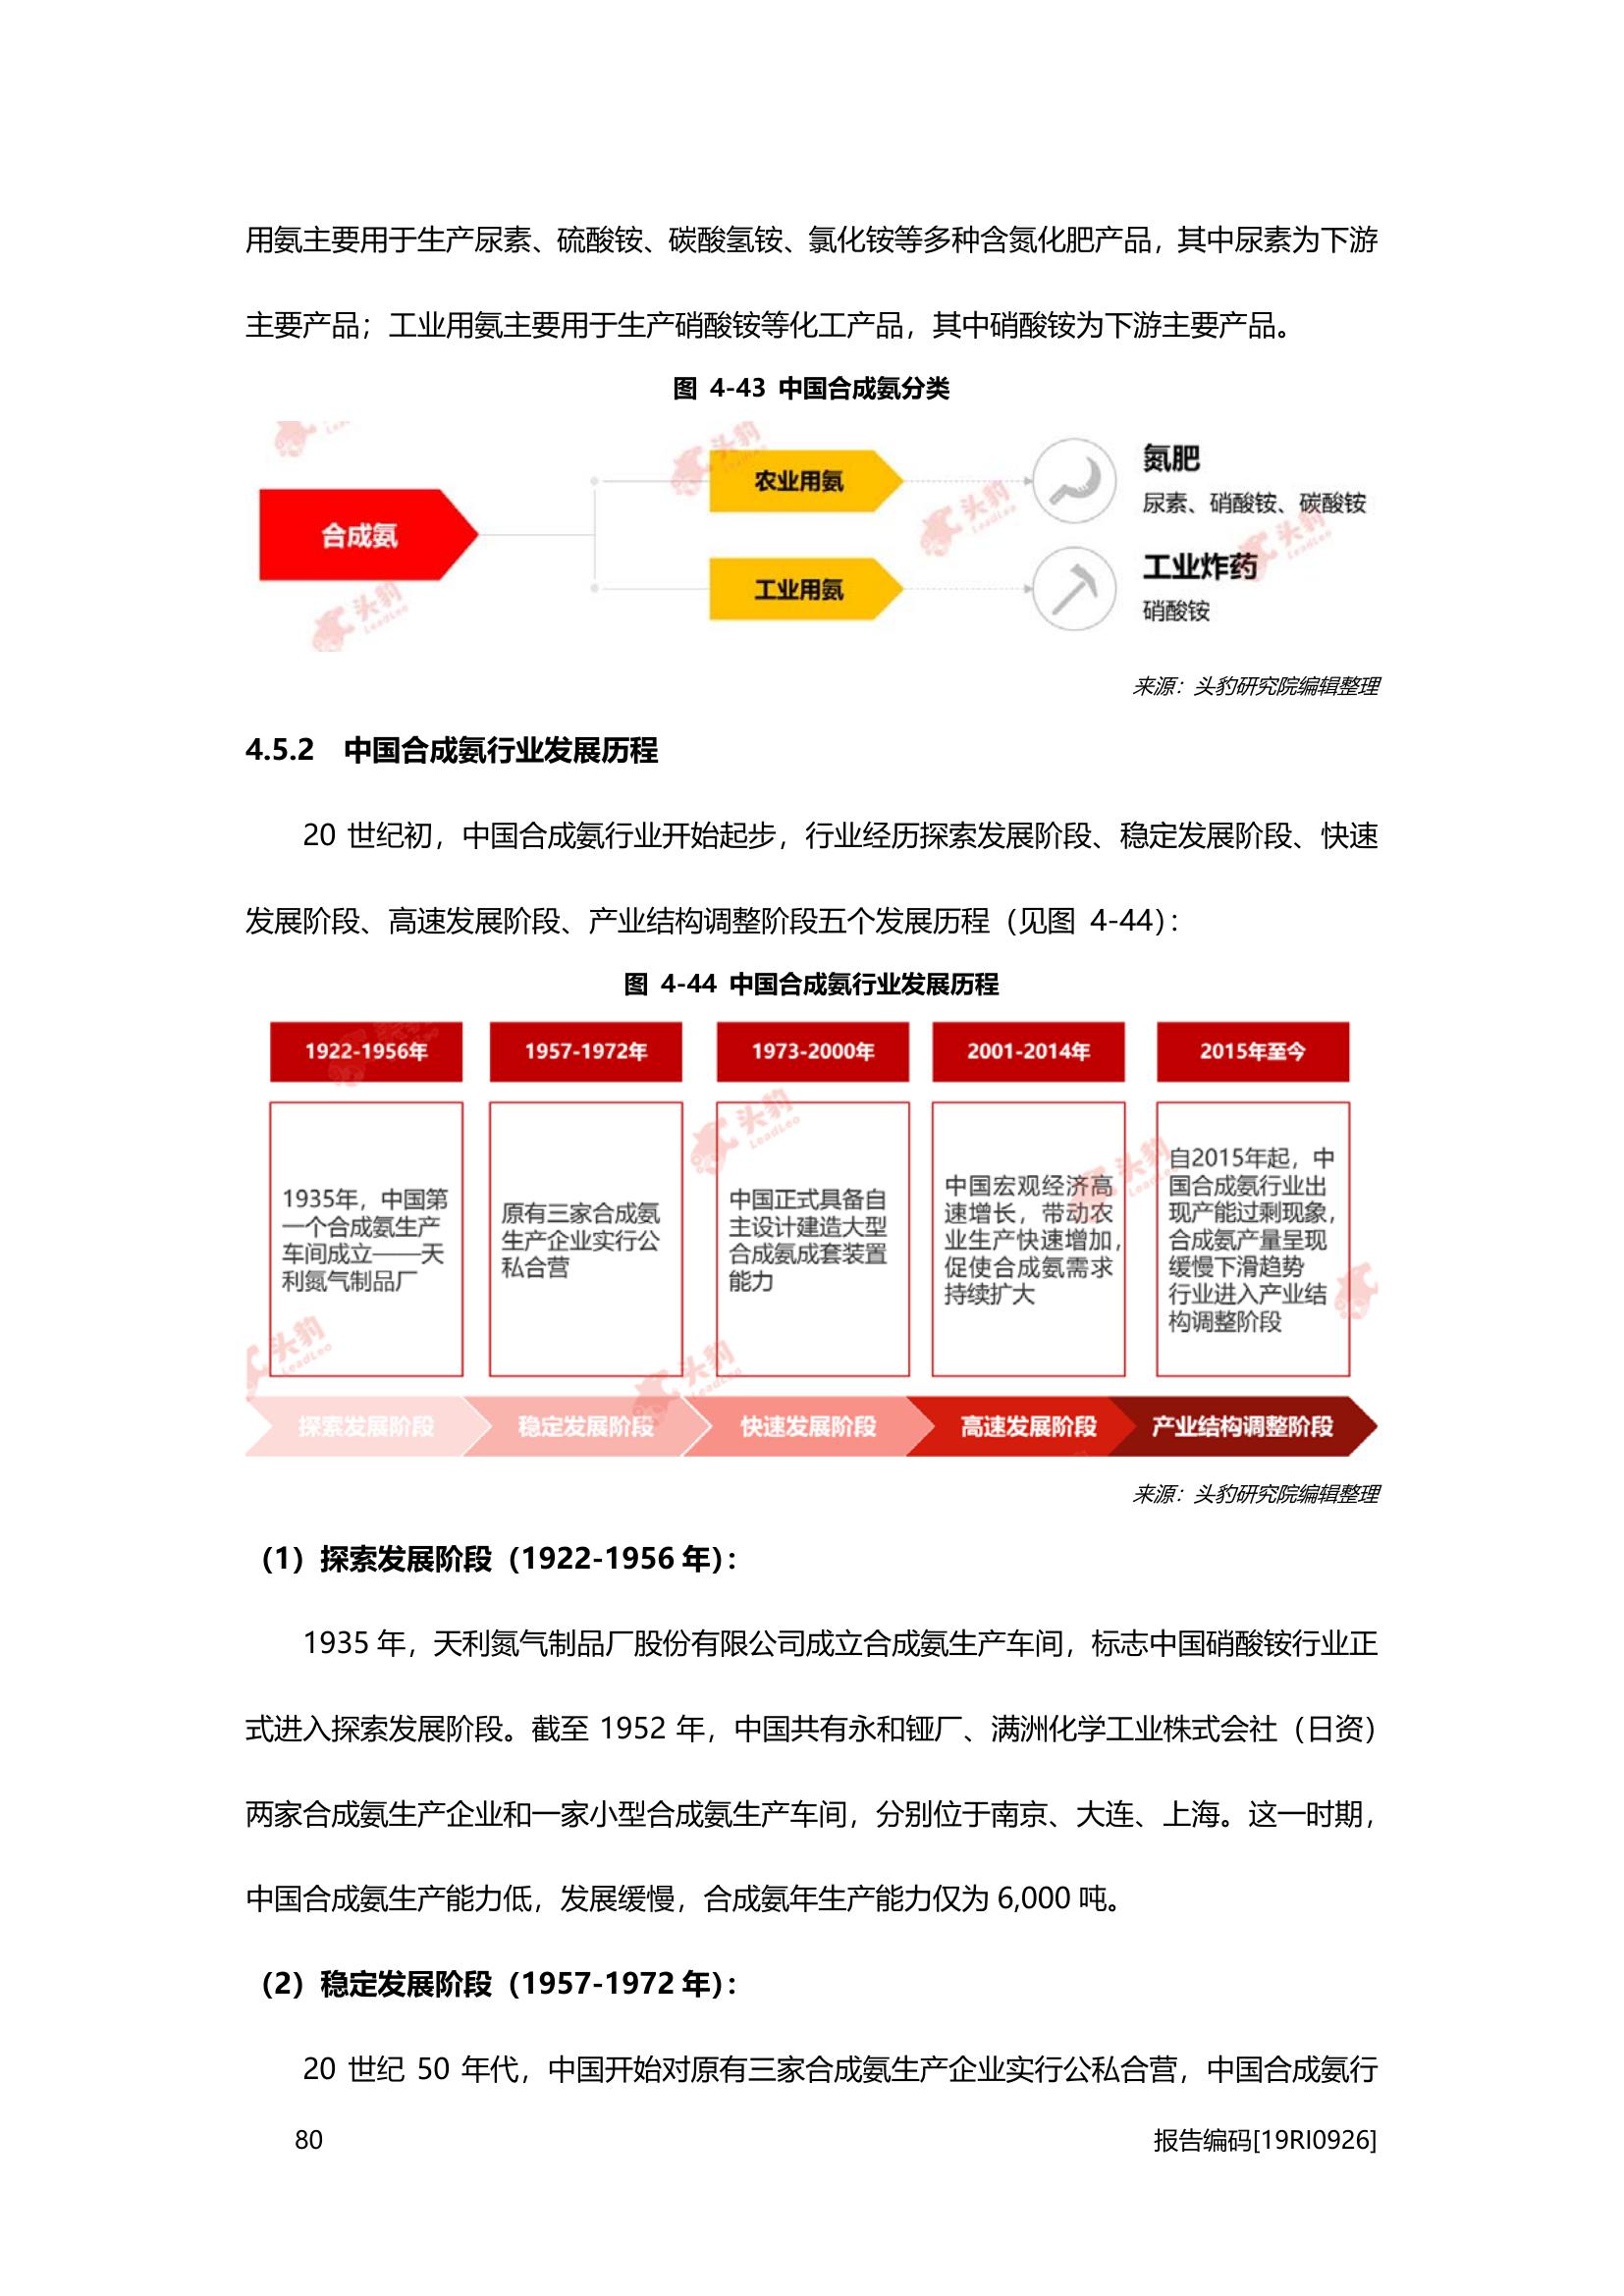 用氨主要用于生产尿素、硫酸铵、碳酸氢铵、氯化铵等多种含氮化肥产品，其中尿素为下游
主要产品；工业用氨主要用于生产硝酸铵等化工产品，其中硝酸铵为下游主要产品。
图 4-43 中国合成氨分类
合成氨
农业用氨
氮肥
尿素、硝酸铵、碳酸铵
工业用氨
工业炸药
硝酸铵
来源：头豹研究院编辑整理
4.5.2 中国合成氨行业发展历程
20 世纪初，中国合成氨行业开始起步，行业经历探索发展阶段、稳定发展阶段、快速
发展阶段、高速发展阶段、产业结构调整阶段五个发展历程（见图 4-44）：
图 4-44 中国合成氨行业发展历程
1922-1956年
1957-1972年
1973-2000年
2001-2014年
2015年至今
1935年，中国第
一个合成氨生产
车间成立——天
利氮气制品厂
原有三家合成氨
生产企业实行公
私合营
中国正式具备自
主设计建造大型
合成氨成套装置
能力
中国宏观经济高
速增长，带动农
业生产快速增加，
促使合成氨需求
持续扩大
自2015年起，中
国合成氨行业出
现产能过剩现象，
合成氨产量呈现
缓慢下滑趋势
行业进入产业结
构调整阶段
探索发展阶段
稳定发展阶段
快速发展阶段
高速发展阶段
产业结构调整阶段
来源：头豹研究院编辑整理
（1）探索发展阶段（1922-1956 年）：
1935 年，天利氮气制品厂股份有限公司成立合成氨生产车间，标志中国硝酸铵行业正
式进入探索发展阶段。截至 1952 年，中国共有永和铔厂、满洲化学工业株式会社（日资）
两家合成氨生产企业和一家小型合成氨生产车间，分别位于南京、大连、上海。这一时期，
中国合成氨生产能力低，发展缓慢，合成氨年生产能力仅为 6,000 吨。
（2）稳定发展阶段（1957-1972 年）：
20 世纪 50 年代，中国开始对原有三家合成氨生产企业实行公私合营，中国合成氨行
80
报告编码[19RI0926]
头豹
LeadLeo